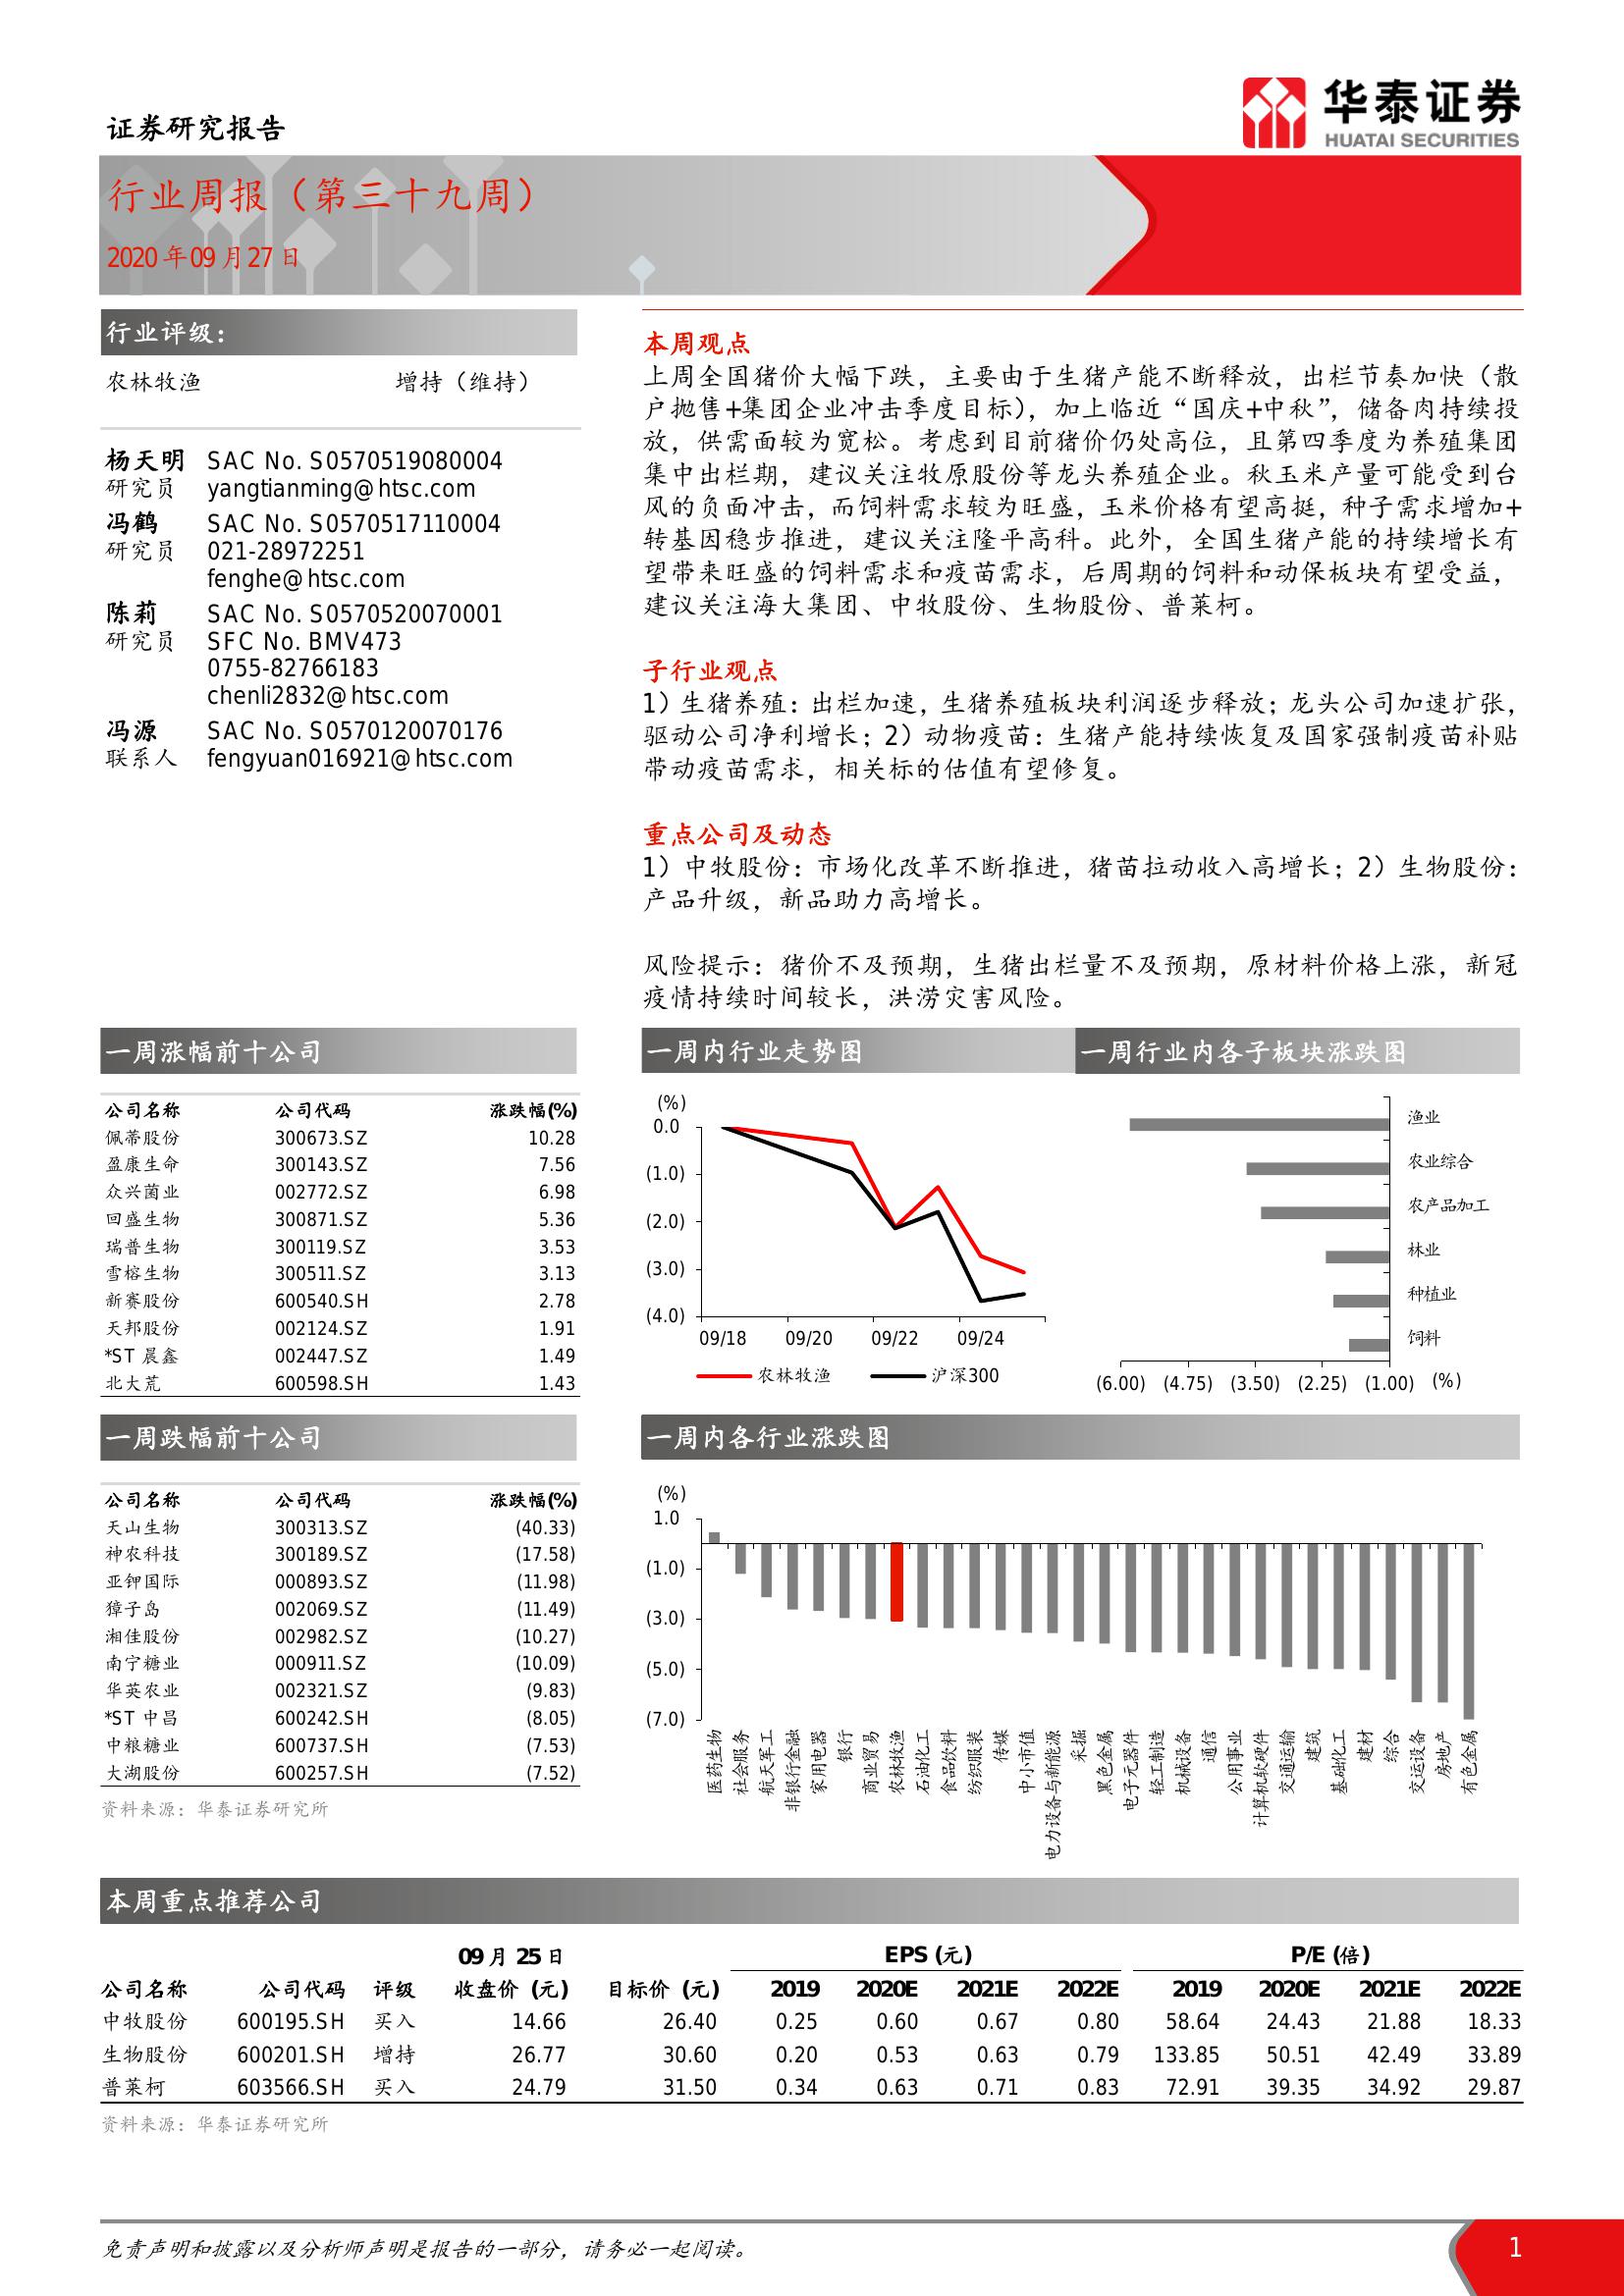 证券研究报告
华泰证券
HUATAI SECURITIES
行业周报（第三十九周）
2020年09月27日
行业评级：
农林牧渔 增持（维持）
杨天明 SAC No. S0570519080004
研究员 yangtianming@htsc.com
冯鹤 SAC No. S0570517110004
研究员 021-28972251
fenghe@htsc.com
陈莉 SAC No. S0570520070001
研究员 SFC No. BMV473
0755-82766183
chenli2832@htsc.com
冯源 SAC No. S0570120070176
联系人 fengyuan016921@htsc.com
本周观点
上周全国猪价大幅下跌，主要由于生猪产能不断释放，出栏节奏加快（散
户抛售+集团企业冲击季度目标），加上临近“国庆+中秋”，储备肉持续投
放，供需面较为宽松。考虑到目前猪价仍处高位，且第四季度为养殖集团
集中出栏期，建议关注牧原股份等龙头养殖企业。秋玉米产量可能受到台
风的负面冲击，而饲料需求较为旺盛，玉米价格有望高挺，种子需求增加+
转基因稳步推进，建议关注隆平高科。此外，全国生猪产能的持续增长有
望带来旺盛的饲料需求和疫苗需求，后周期的饲料和动保板块有望受益，
建议关注海大集团、中牧股份、生物股份、普莱柯。
子行业观点
1）生猪养殖：出栏加速，生猪养殖板块利润逐步释放；龙头公司加速扩张，
驱动公司净利增长；2）动物疫苗：生猪产能持续恢复及国家强制疫苗补贴
带动疫苗需求，相关标的估值有望修复。
重点公司及动态
1）中牧股份：市场化改革不断推进，猪苗拉动收入高增长；2）生物股份：
产品升级，新品助力高增长。
风险提示：猪价不及预期，生猪出栏量不及预期，原材料价格上涨，新冠
疫情持续时间较长，洪涝灾害风险。
一周涨幅前十公司
公司名称 公司代码 涨跌幅(%)
佩蒂股份 300673.SZ 10.28
盈康生命 300143.SZ 7.56
众兴菌业 002772.SZ 6.98
回盛生物 300871.SZ 5.36
瑞普生物 300119.SZ 3.53
雪榕生物 300511.SZ 3.13
新赛股份 600540.SH 2.78
天邦股份 002124.SZ 1.91
*ST 晨鑫 002447.SZ 1.49
北大荒 600598.SH 1.43
一周内行业走势图
(%)
0.0
(1.0)
(2.0)
(3.0)
(4.0)
09/18 09/20 09/22 09/24
农林牧渔 沪深300
一周行业内各子板块涨跌图
渔业
农业综合
农产品加工
林业
种植业
饲料
(6.00) (4.75) (3.50) (2.25) (1.00) (%)
一周跌幅前十公司
公司名称 公司代码 涨跌幅(%)
天山生物 300313.SZ (40.33)
神农科技 300189.SZ (17.58)
亚钾国际 000893.SZ (11.98)
獐子岛 002069.SZ (11.49)
湘佳股份 002982.SZ (10.27)
南宁糖业 000911.SZ (10.09)
华英农业 002321.SZ (9.83)
*ST 中昌 600242.SH (8.05)
中粮糖业 600737.SH (7.53)
大湖股份 600257.SH (7.52)
资料来源：华泰证券研究所
一周内各行业涨跌图
(%)
1.0
(1.0)
(3.0)
(5.0)
(7.0)
医药生物
社会服务
航天军工
非银行金融
家用电器
银行
商业贸易
农林牧渔
石油化工
食品饮料
纺织服装
传媒
中小市值
电力设备与新能源
采掘
黑色金属
电子元器件
轻工制造
机械设备
通信
公用事业
计算机软硬件
交通运输
建筑
基础化工
建材
综合
交运设备
房地产
有色金属
本周重点推荐公司
09月25日 EPS (元) P/E (倍)
公司名称 公司代码 评级 收盘价 (元) 目标价 (元) 2019 2020E 2021E 2022E 2019 2020E 2021E 2022E
中牧股份 600195.SH 买入 14.66 26.40 0.25 0.60 0.67 0.80 58.64 24.43 21.88 18.33
生物股份 600201.SH 增持 26.77 30.60 0.20 0.53 0.63 0.79 133.85 50.51 42.49 33.89
普莱柯 603566.SH 买入 24.79 31.50 0.34 0.63 0.71 0.83 72.91 39.35 34.92 29.87
资料来源：华泰证券研究所
免责声明和披露以及分析师声明是报告的一部分，请务必一起阅读。 1